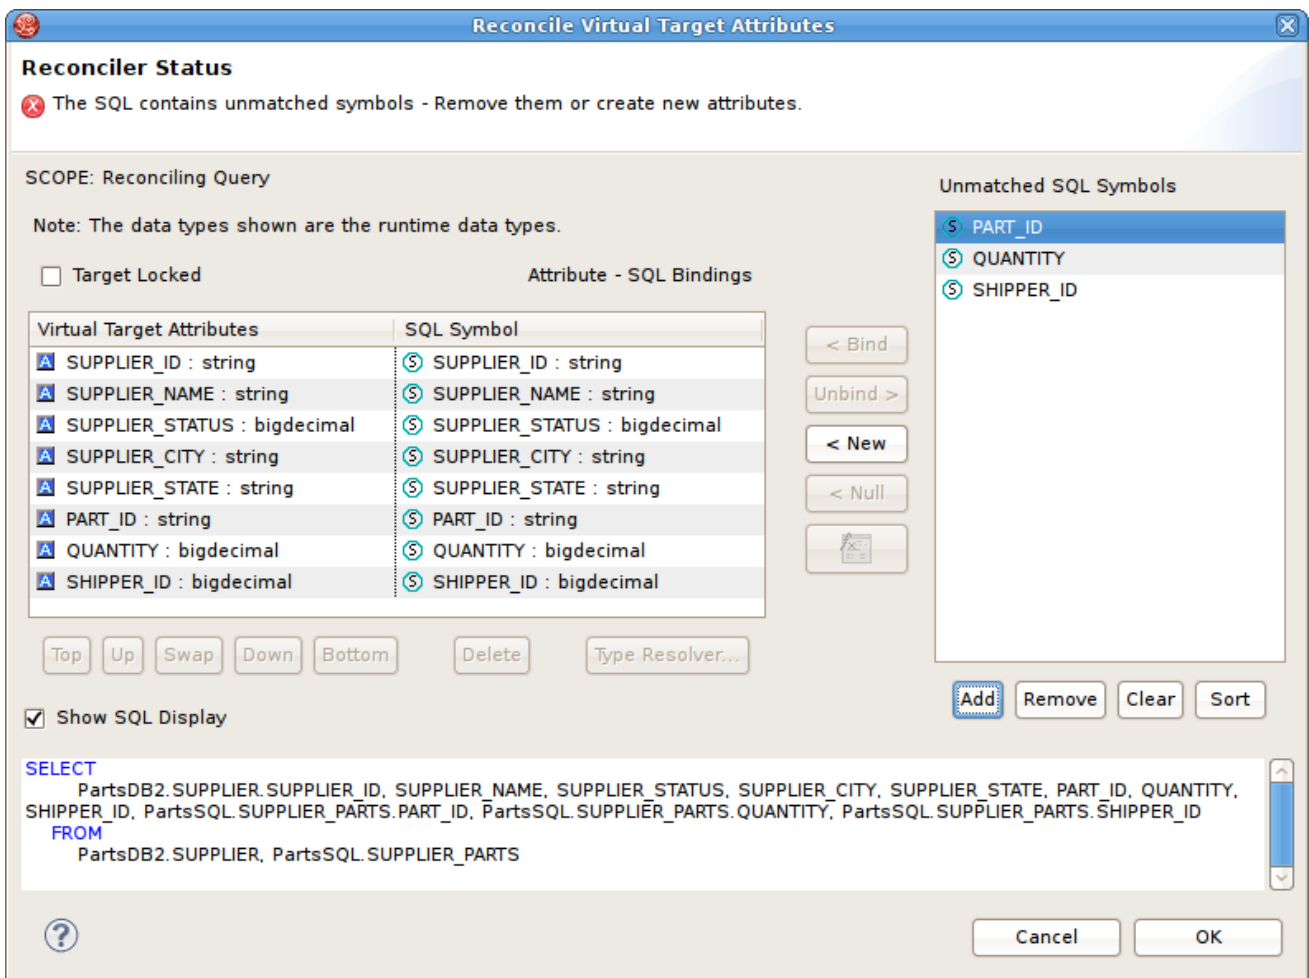 Reconcile Virtual Target Attributes
Reconciler Status
The SQL contains unmatched symbols - Remove them or create new attributes.
SCOPE: Reconciling Query
Unmatched SQL Symbols
Note: The data types shown are the runtime data types.
Target Locked
Attribute - SQL Bindings
Virtual Target Attributes SQL Symbol
A SUPPLIER_ID : string S SUPPLIER_ID : string
A SUPPLIER_NAME : string S SUPPLIER_NAME : string
A SUPPLIER_STATUS : bigdecimal S SUPPLIER_STATUS : bigdecimal
A SUPPLIER_CITY : string S SUPPLIER_CITY : string
A SUPPLIER_STATE : string S SUPPLIER_STATE : string
A PART_ID : string S PART_ID : string
A QUANTITY : bigdecimal S QUANTITY : bigdecimal
A SHIPPER_ID : bigdecimal S SHIPPER_ID : bigdecimal
< Bind
Unbind >
< New
< Null
S PART_ID
S QUANTITY
S SHIPPER_ID
Top Up Swap Down Bottom Delete Type Resolver...
Add Remove Clear Sort
Show SQL Display
SELECT
PartsDB2.SUPPLIER.SUPPLIER_ID, SUPPLIER_NAME, SUPPLIER_STATUS, SUPPLIER_CITY, SUPPLIER_STATE, PART_ID, QUANTITY,
SHIPPER_ID, PartsSQL.SUPPLIER_PARTS.PART_ID, PartsSQL.SUPPLIER_PARTS.QUANTITY, PartsSQL.SUPPLIER_PARTS.SHIPPER_ID
FROM
PartsDB2.SUPPLIER, PartsSQL.SUPPLIER_PARTS
?
Cancel OK